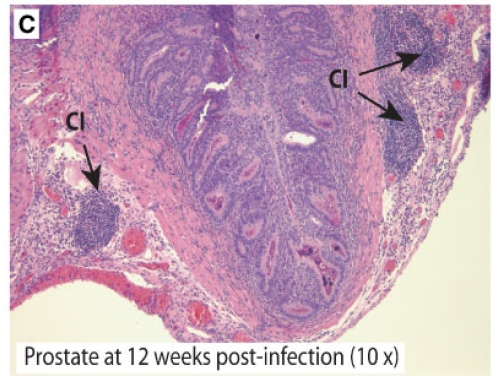 C
CI
CI
Prostate at 12 weeks post-infection (10 x)